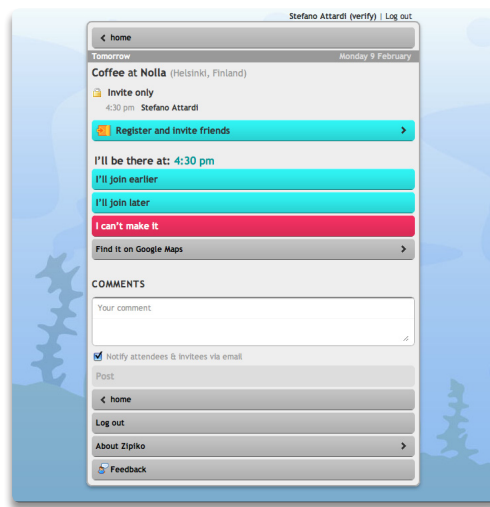 Stefano Attardi (verify) | Log out
home
Tomorrow Monday 9 February
Coffee at Nolla (Helsinki, Finland)
Invite only
4:30 pm Stefano Attardi
Register and invite friends
I'll be there at: 4:30 pm
I'll join earlier
I'll join later
I can't make it
Find it on Google Maps
COMMENTS
Your comment
Notify attendees & invitees via email
Post
home
Log out
About Zipiko
Feedback